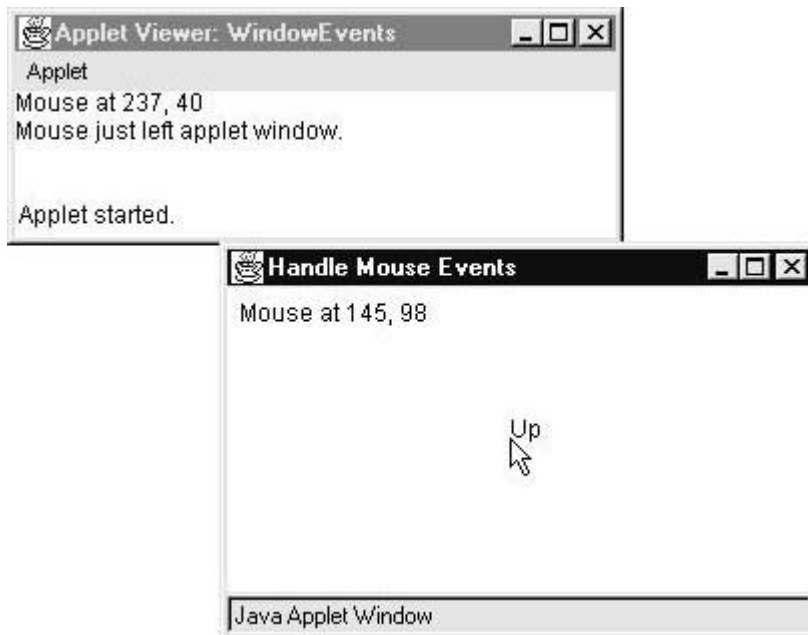 Applet Viewer: WindowEvents
Applet
Mouse at 237, 40
Mouse just left applet window.
Applet started.
Handle Mouse Events
Mouse at 145, 98
Up
Java Applet Window